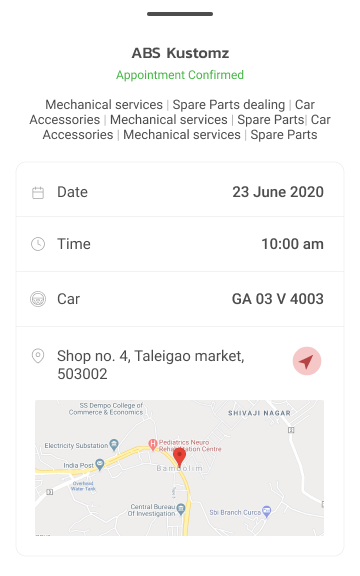 ABS Kustomz
Appointment Confirmed
Mechanical services | Spare Parts dealing | Car
Accessories | Mechanical services | Spare Parts| Car
Accessories | Mechanical services | Spare Parts
Date 23 June 2020
Time 10:00 am
Car GA 03 V 4003
Shop no. 4, Taleigao market,
503002
SS Dempo College of
Commerce & Economics
SHIVAJI NAGAR
Electricity Substation
Pediatrics Neuro
Rehabilitation Centre
India Post
Bambolim
Overhead
Water Tank
Central Bureau
Of Investigation
Sbi Branch Curca